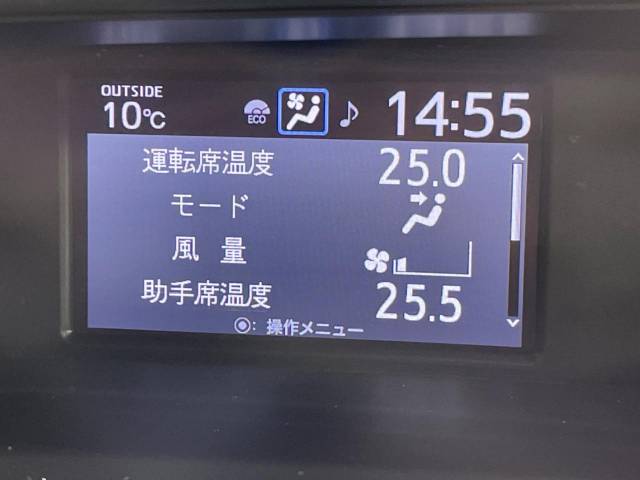 OUTSIDE
10℃
ECO
14:55
運転席温度 25.0
モード
風 量
助手席温度 25.5
: 操作メニュー